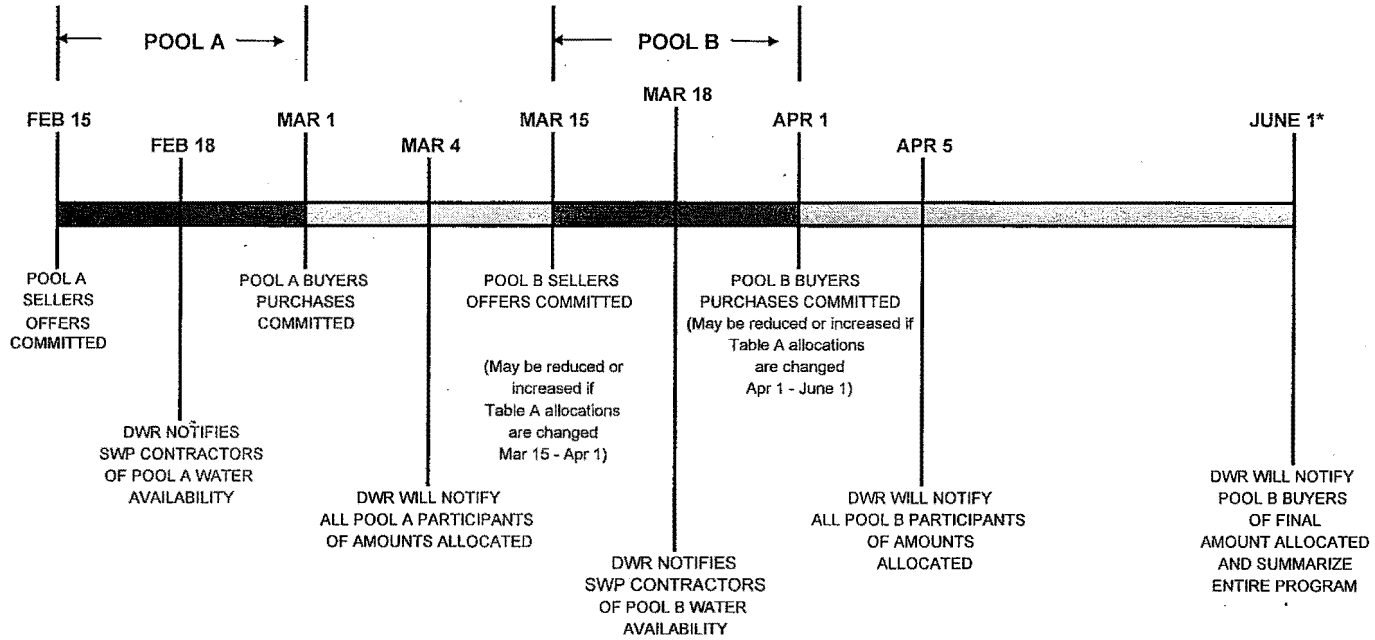 POOL A
POOL B
FEB 15
FEB 18
MAR 1
MAR 4
MAR 15
MAR 18
APR 1
APR 5
JUNE 1*
POOL A
SELLERS
OFFERS
COMMITTED
DWR NOTIFIES
SWP CONTRACTORS
OF POOL A WATER
AVAILABILITY
POOL A BUYERS
PURCHASES
COMMITTED
DWR WILL NOTIFY
ALL POOL A PARTICIPANTS
OF AMOUNTS ALLOCATED
POOL B SELLERS
OFFERS COMMITTED
(May be reduced or
increased if
Table A allocations
are changed
Mar 15 - Apr 1)
DWR NOTIFIES
SWP CONTRACTORS
OF POOL B WATER
AVAILABILITY
POOL B BUYERS
PURCHASES COMMITTED
(May be reduced or increased if
Table A allocations
are changed
Apr 1 - June 1)
DWR WILL NOTIFY
ALL POOL B PARTICIPANTS
OF AMOUNTS
ALLOCATED
DWR WILL NOTIFY
POOL B BUYERS
OF FINAL
AMOUNT ALLOCATED
AND SUMMARIZE
ENTIRE PROGRAM